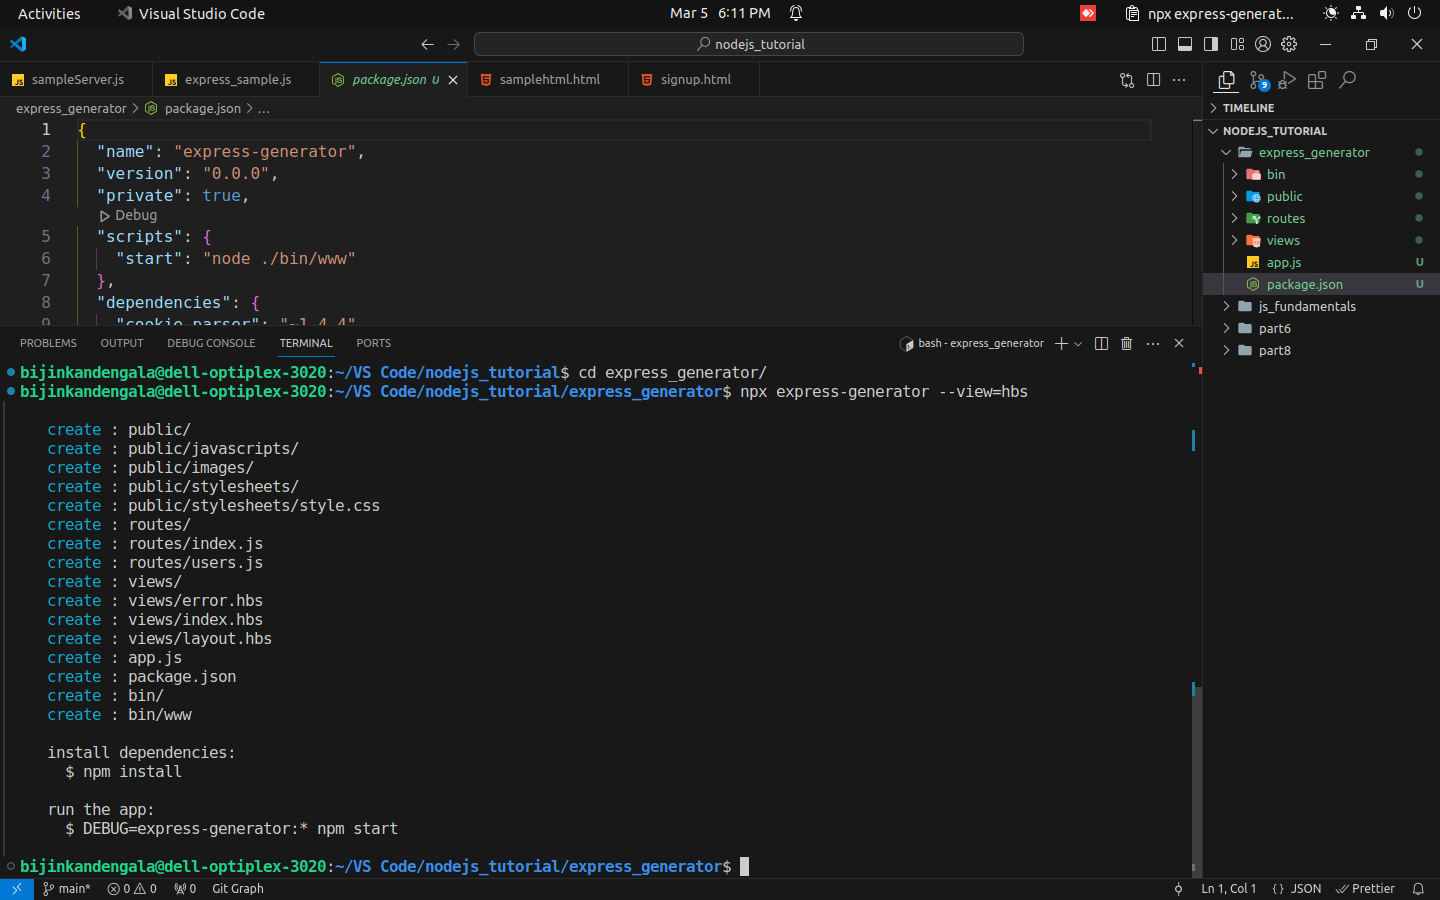 Activities
Visual Studio Code
Mar 5 6:11 PM
npx express-generat...
nodejs_tutorial
sampleServer.js
express_sample.js
package.json U
samplehtml.html
signup.html
express_generator > package.json > ...
1 {
2 "name": "express-generator",
3 "version": "0.0.0",
4 "private": true,
Debug
5 "scripts": {
6 "start": "node ./bin/www"
7 },
8 "dependencies": {
9 "cookie-parser": "~1.4.4"
9
TIMELINE
NODEJS_TUTORIAL
express_generator
bin
public
routes
views
app.js U
package.json U
js_fundamentals
part6
part8
PROBLEMS
OUTPUT
DEBUG CONSOLE
TERMINAL
PORTS
bash - express_generator
bijinkandengala@dell-optiplex-3020:~/VS Code/nodejs_tutorial$ cd express_generator/
bijinkandengala@dell-optiplex-3020:~/VS Code/nodejs_tutorial/express_generator$ npx express-generator --view=hbs
create : public/
create : public/javascripts/
create : public/images/
create : public/stylesheets/
create : public/stylesheets/style.css
create : routes/
create : routes/index.js
create : routes/users.js
create : views/
create : views/error.hbs
create : views/index.hbs
create : views/layout.hbs
create : app.js
create : package.json
create : bin/
create : bin/www
install dependencies:
$ npm install
run the app:
$ DEBUG=express-generator:* npm start
bijinkandengala@dell-optiplex-3020:~/VS Code/nodejs_tutorial/express_generator$
main*
0
0
0
Git Graph
Ln 1, Col 1
{ } JSON
Prettier